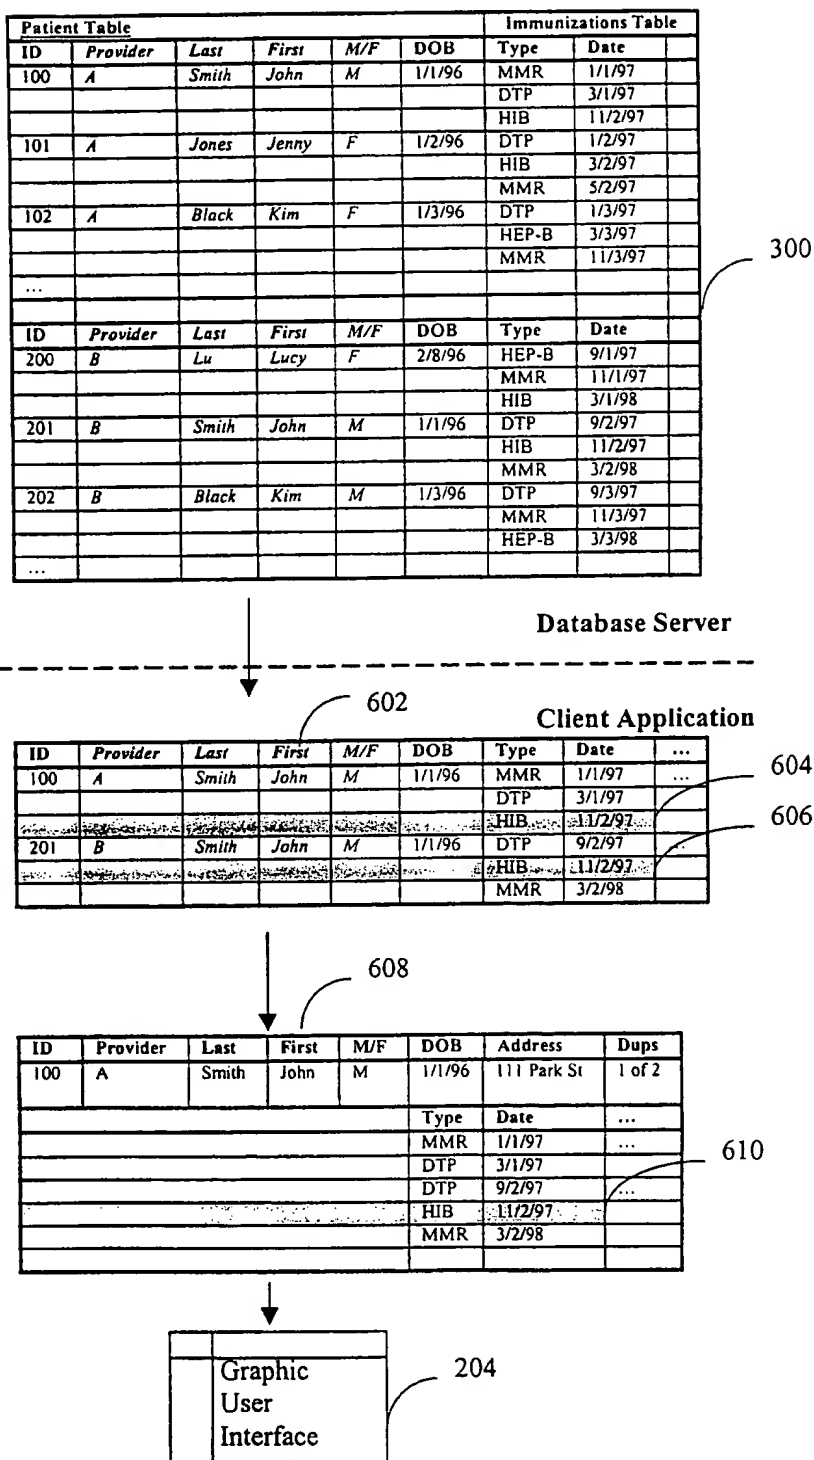 Patient Table Immunizations Table
ID Provider Last First M/F DOB Type Date
100 A Smith John M 1/1/96 MMR 1/1/97
DTP 3/1/97
HIB 11/2/97
101 A Jones Jenny F 1/2/96 DTP 1/2/97
HIB 3/2/97
MMR 5/2/97
102 A Black Kim F 1/3/96 DTP 1/3/97
HEP-B 3/3/97
MMR 11/3/97
...
300
ID Provider Last First M/F DOB Type Date
200 B Lu Lucy F 2/8/96 HEP-B 9/1/97
MMR 11/1/97
HIB 3/1/98
201 B Smith John M 1/1/96 DTP 9/2/97
HIB 11/2/97
MMR 3/2/98
202 B Black Kim M 1/3/96 DTP 9/3/97
MMR 11/3/97
HEP-B 3/3/98
...
Database Server
602
Client Application
ID Provider Last First M/F DOB Type Date ...
100 A Smith John M 1/1/96 MMR 1/1/97 ...
DTP 3/1/97
HIB 11/2/97 604
201 B Smith John M 1/1/96 DTP 9/2/97
HIB 11/2/97 606
MMR 3/2/98
608
ID Provider Last First M/F DOB Address Dups
100 A Smith John M 1/1/96 111 Park St 1 of 2
Type Date ...
MMR 1/1/97 ...
DTP 3/1/97
DTP 9/2/97 ...
HIB 11/2/97 610
MMR 3/2/98
Graphic 204
User
Interface